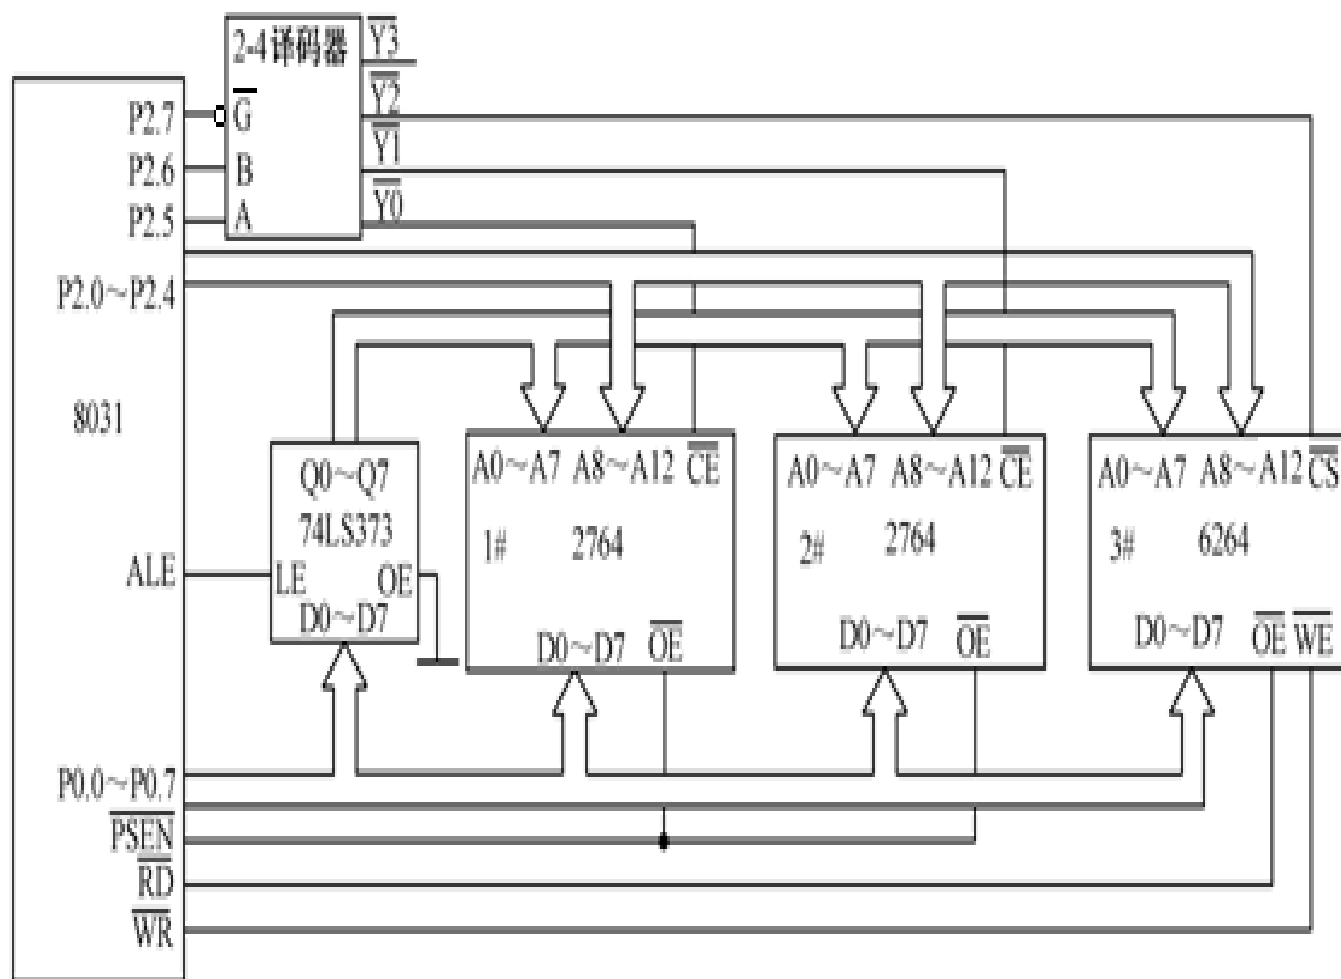 2-4译码器
Y3
Y2
Y1
Y0
P2.7
G
P2.6
B
P2.5
A
P2.0～P2.4
8031
Q0～Q7
74LS373
ALE
LE OE
D0～D7
A0～A7 A8～A12 CE
1# 2764
D0～D7 OE
A0～A7 A8～A12 CE
2# 2764
D0～D7 OE
A0～A7 A8～A12 CS
3# 6264
D0～D7 OE WE
P0.0～P0.7
PSEN
RD
WR